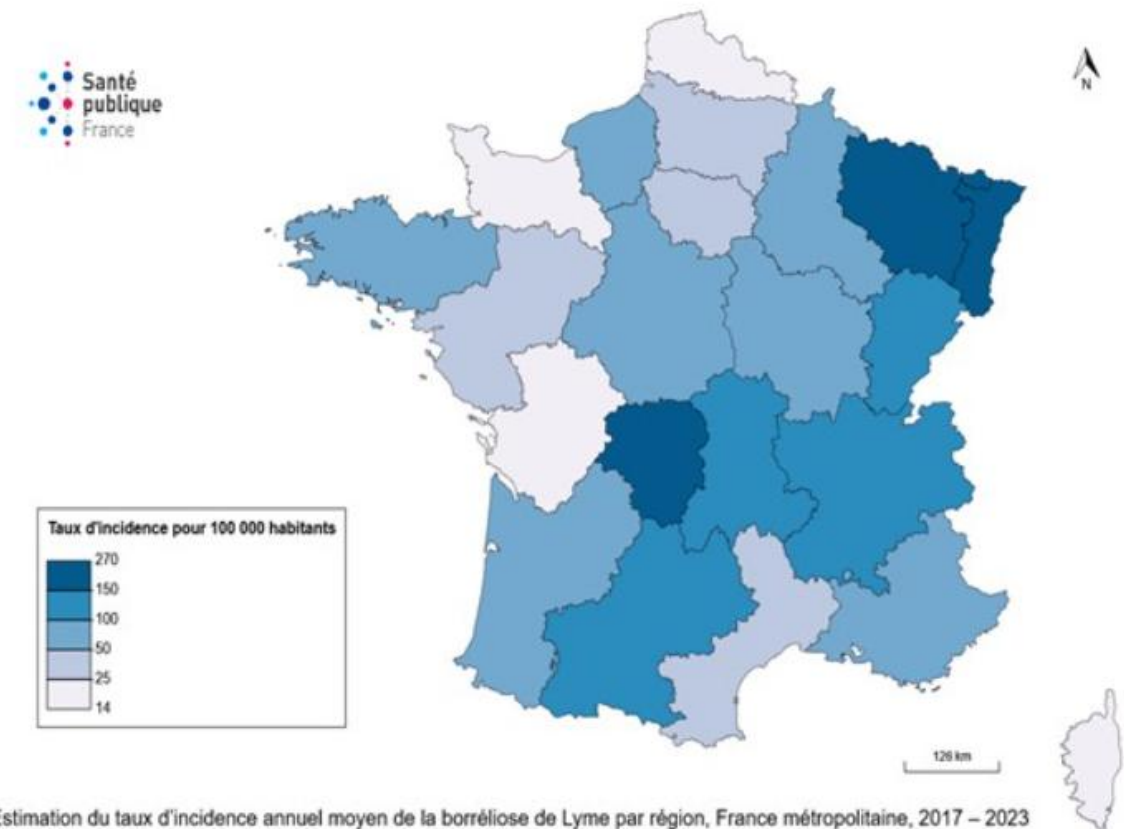 Santé
publique
France
N
Taux d'incidence pour 100 000 habitants
270
150
100
50
25
14
126 km
Estimation du taux d'incidence annuel moyen de la borréliose de Lyme par région, France métropolitaine, 2017 – 2023